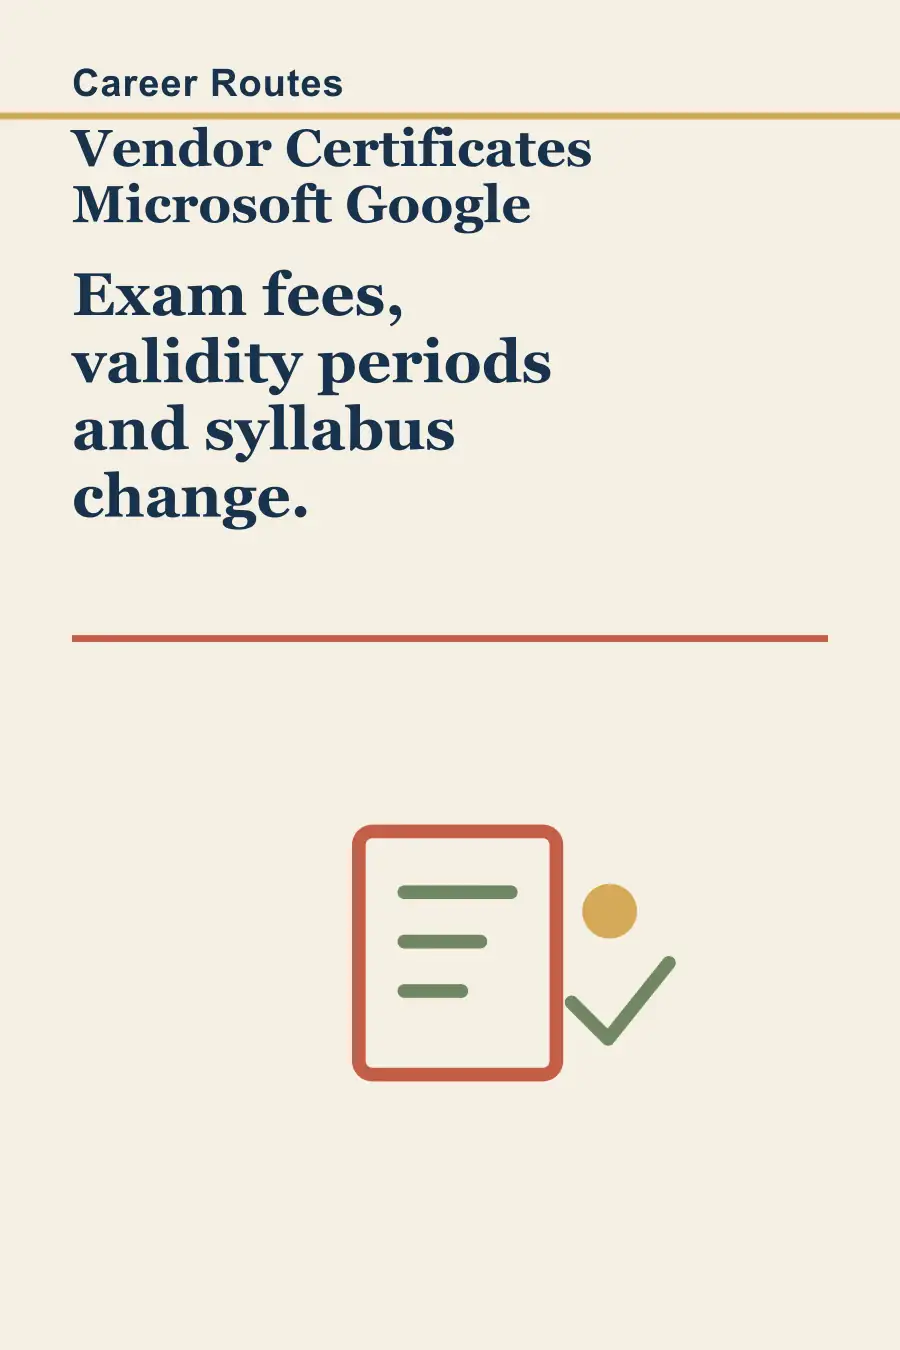 Career Routes
Vendor Certificates
Microsoft Google
Exam fees,
validity periods
and syllabus
change.